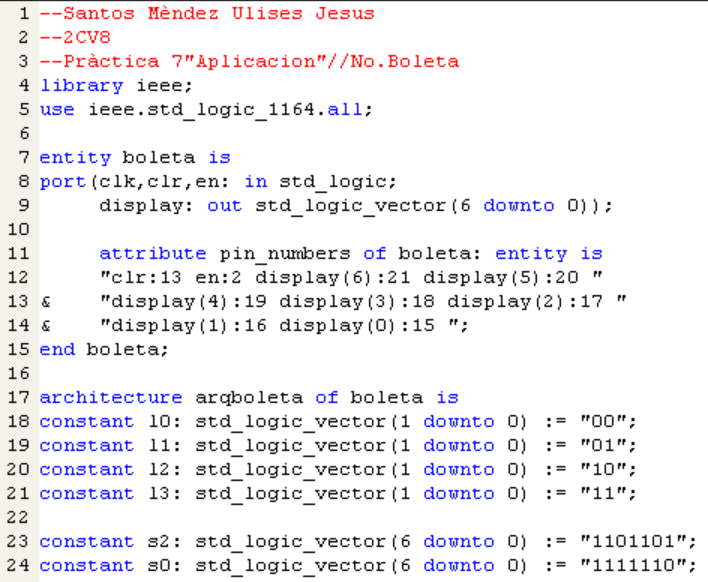 1 --Santos Mèndez Ulises Jesus
2 --2CV8
3 --Pràctica 7"Aplicacion"//No.Boleta
4 library ieee;
5 use ieee.std_logic_1164.all;
6
7 entity boleta is
8 port(clk,clr,en: in std_logic;
9 display: out std_logic_vector(6 downto 0));
10
11 attribute pin_numbers of boleta: entity is
12 "clr:13 en:2 display(6):21 display(5):20 "
13 & "display(4):19 display(3):18 display(2):17 "
14 & "display(1):16 display(0):15 ";
15 end boleta;
16
17 architecture arqboleta of boleta is
18 constant l0: std_logic_vector(1 downto 0) := "00";
19 constant l1: std_logic_vector(1 downto 0) := "01";
20 constant l2: std_logic_vector(1 downto 0) := "10";
21 constant l3: std_logic_vector(1 downto 0) := "11";
22
23 constant s2: std_logic_vector(6 downto 0) := "1101101";
24 constant s0: std_logic_vector(6 downto 0) := "1111110";